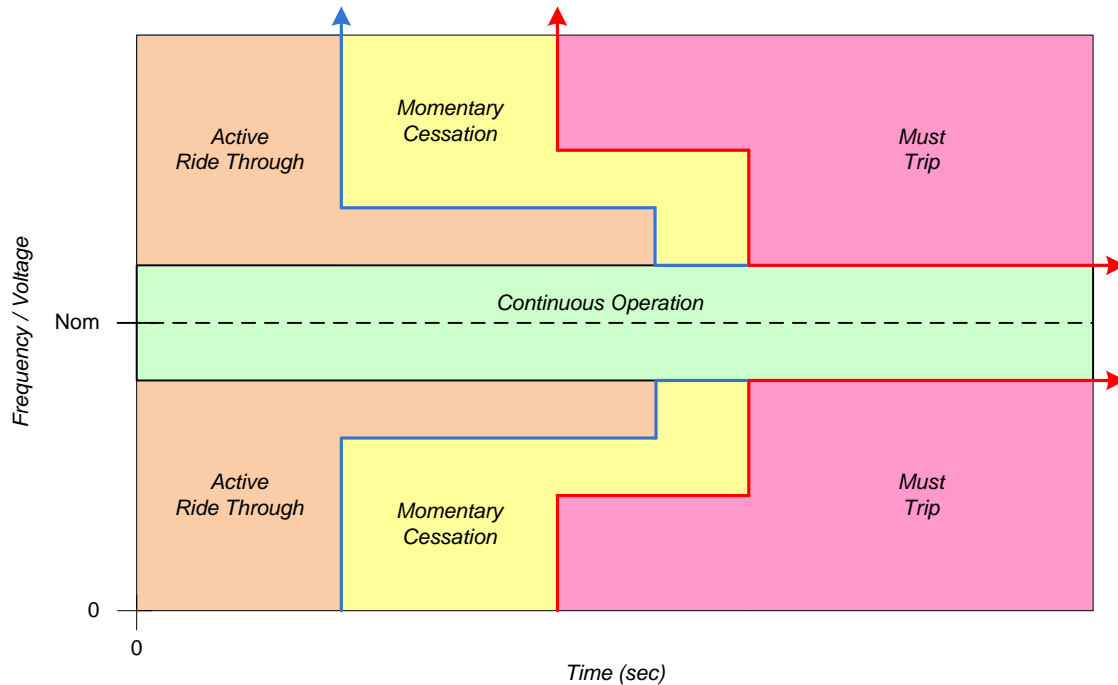 Active
Ride Through
Momentary
Cessation
Must
Trip
Frequency / Voltage
Nom
Continuous Operation
Active
Ride Through
Momentary
Cessation
Must
Trip
0
0
Time (sec)